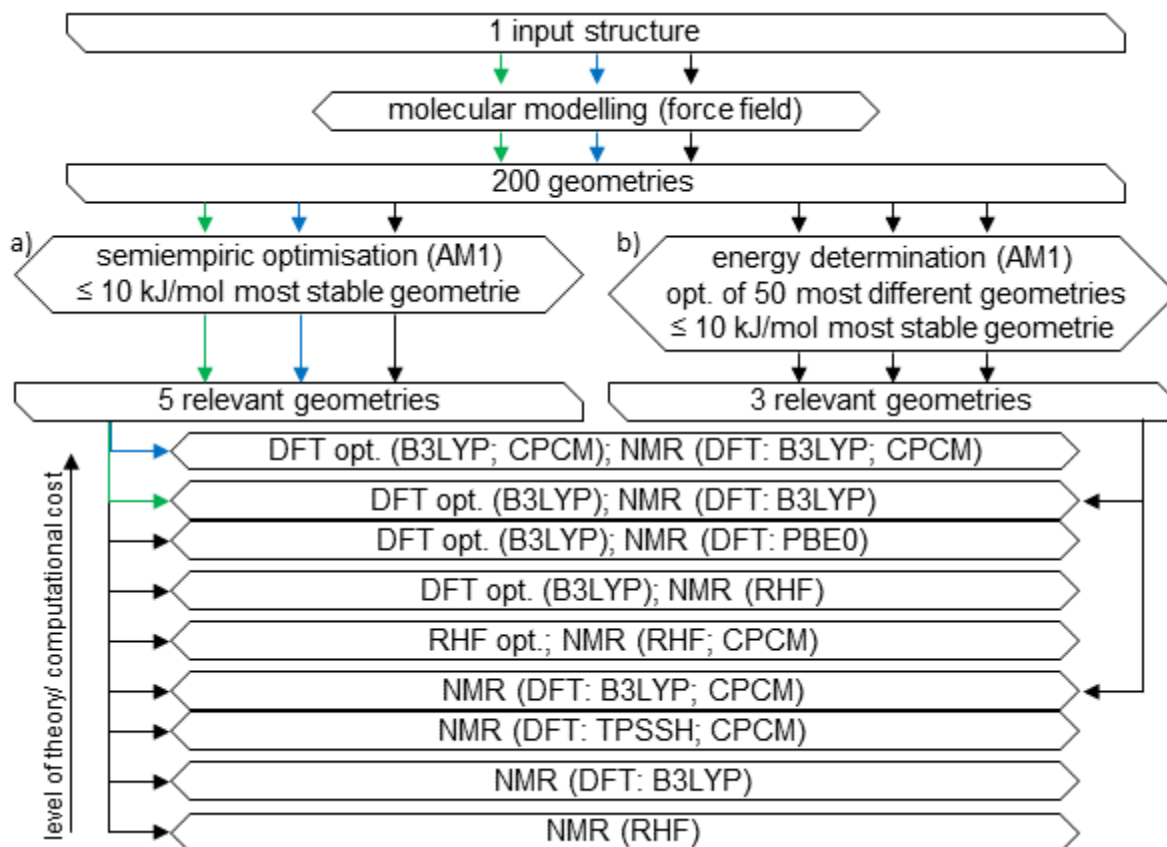 1 input structure
molecular modelling (force field)
200 geometries
a)
semiempiric optimisation (AM1)
≤ 10 kJ/mol most stable geometrie
b)
energy determination (AM1)
opt. of 50 most different geometries
≤ 10 kJ/mol most stable geometrie
5 relevant geometries
3 relevant geometries
level of theory/ computational cost
DFT opt. (B3LYP; CPCM); NMR (DFT: B3LYP; CPCM)
DFT opt. (B3LYP); NMR (DFT: B3LYP)
DFT opt. (B3LYP); NMR (DFT: PBE0)
DFT opt. (B3LYP); NMR (RHF)
RHF opt.; NMR (RHF; CPCM)
NMR (DFT: B3LYP; CPCM)
NMR (DFT: TPSSH; CPCM)
NMR (DFT: B3LYP)
NMR (RHF)